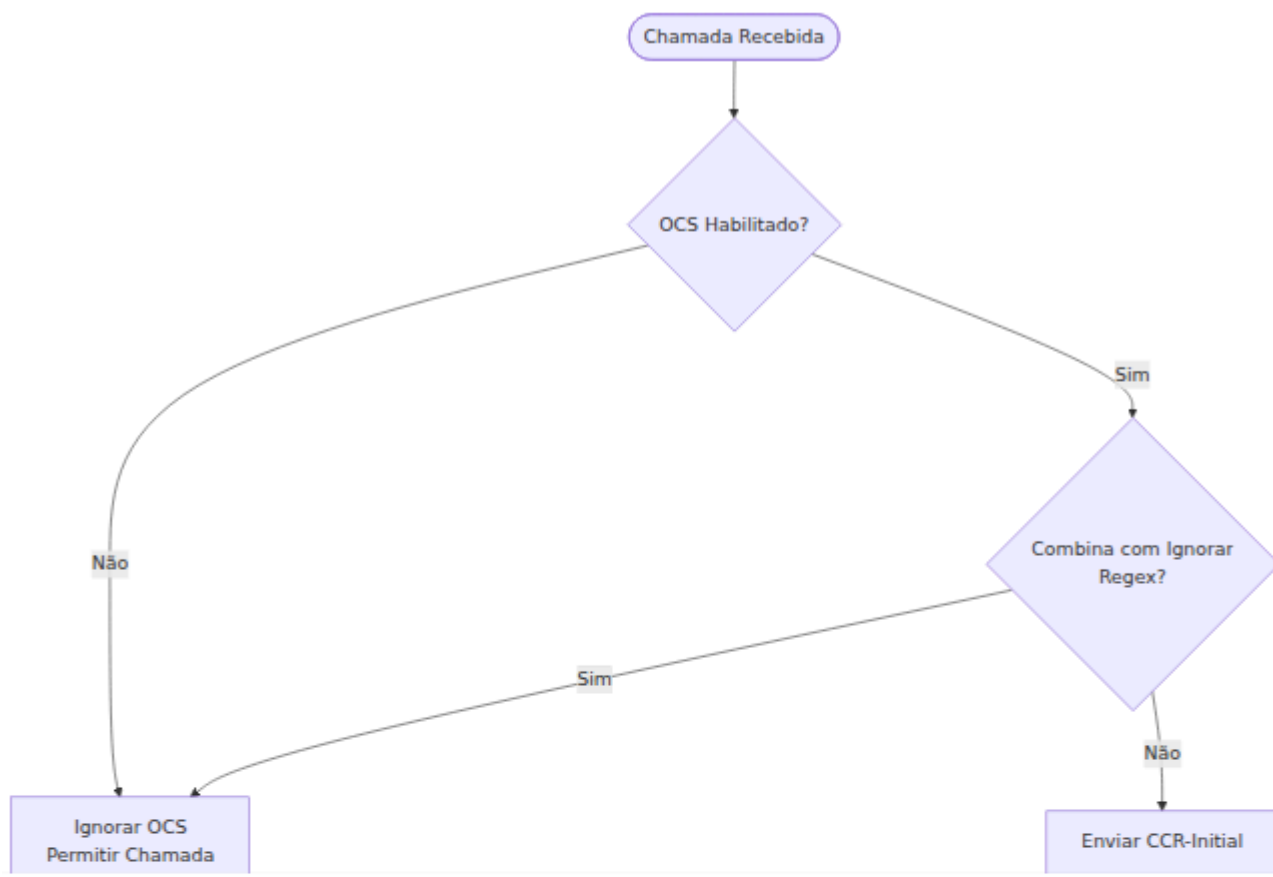 Chamada Recebida
OCS Habilitado?
Sim
Não
Combina com Ignorar
Regex?
Sim
Não
Ignorar OCS
Permitir Chamada
Enviar CCR-Initial